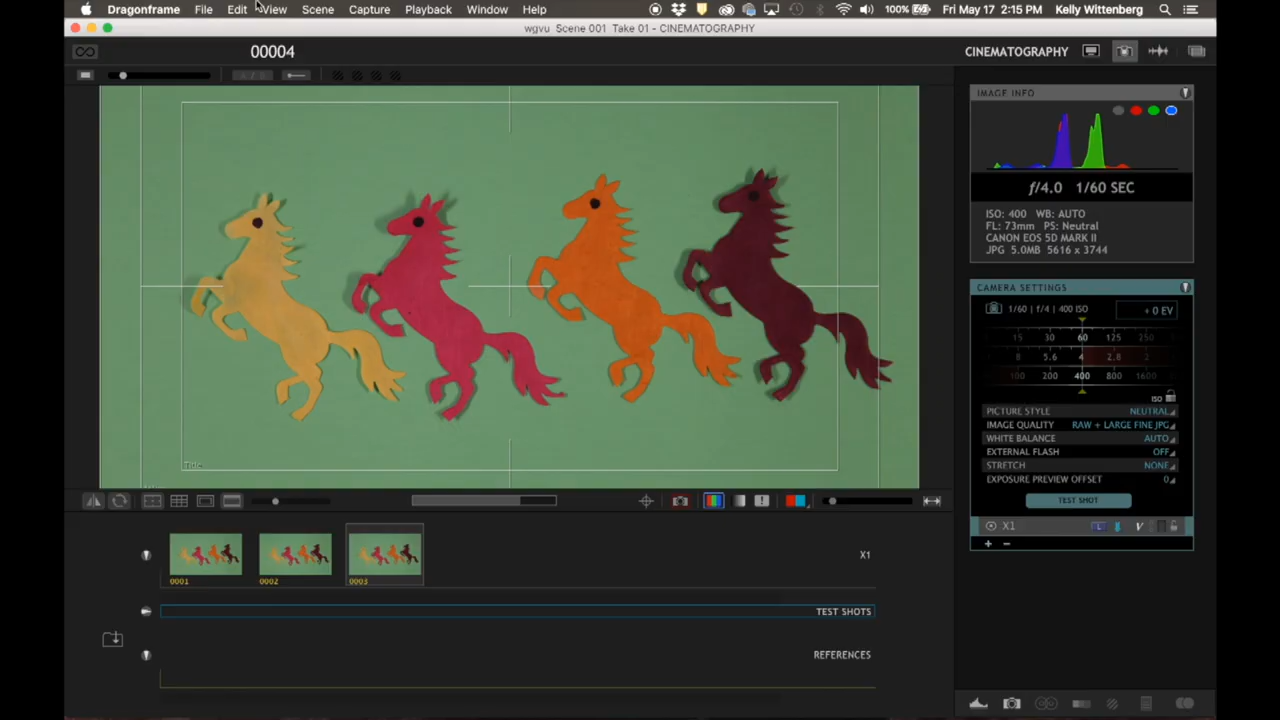 Dragonframe File Edit View Scene Capture Playback Window Help 100% Fri May 17 2:15 PM Kelly Wittenberg
wgvu Scene 001 Take 01 - CINEMATOGRAPHY
00004
CINEMATOGRAPHY
A / B
IMAGE INFO
f/4.0 1/60 SEC
ISO: 400 WB: AUTO
FL: 73mm PS: Neutral
CANON EOS 5D MARK II
JPG 5.0MB 5616 x 3744
CAMERA SETTINGS
1/60 | f/4 | 400 ISO + 0 EV
15 30 60 125 250
8 5.6 4 2.8 2
100 200 400 800 1600
ISO
PICTURE STYLE NEUTRAL
IMAGE QUALITY RAW + LARGE FINE JPG
WHITE BALANCE AUTO
EXTERNAL FLASH OFF
STRETCH NONE
EXPOSURE PREVIEW OFFSET 0
TEST SHOT
X1 L V
Title
0001 0002 0003
X1
TEST SHOTS
REFERENCES